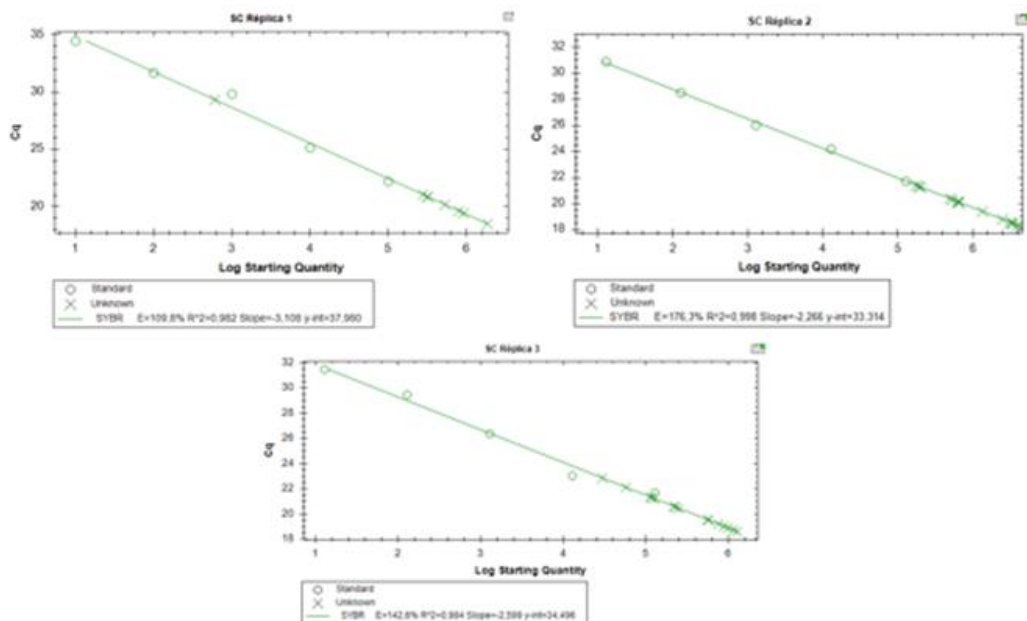 SC Réplica 1
35
30
25
20
Cq
1 2 3 4 5 6
Log Starting Quantity
Standard
Unknown
SYBR E=109,8% R^2=0,982 Slope=-3,108 y-int=37,980
SC Réplica 2
32
30
28
26
24
22
20
18
Cq
1 2 3 4 5 6
Log Starting Quantity
Standard
Unknown
SYBR E=176,3% R^2=0,998 Slope=-2,266 y-int=33,314
SC Réplica 3
32
30
28
26
24
22
20
18
Cq
1 2 3 4 5 6
Log Starting Quantity
Standard
Unknown
SYBR E=142,6% R^2=0,984 Slope=-2,599 y-int=34,496